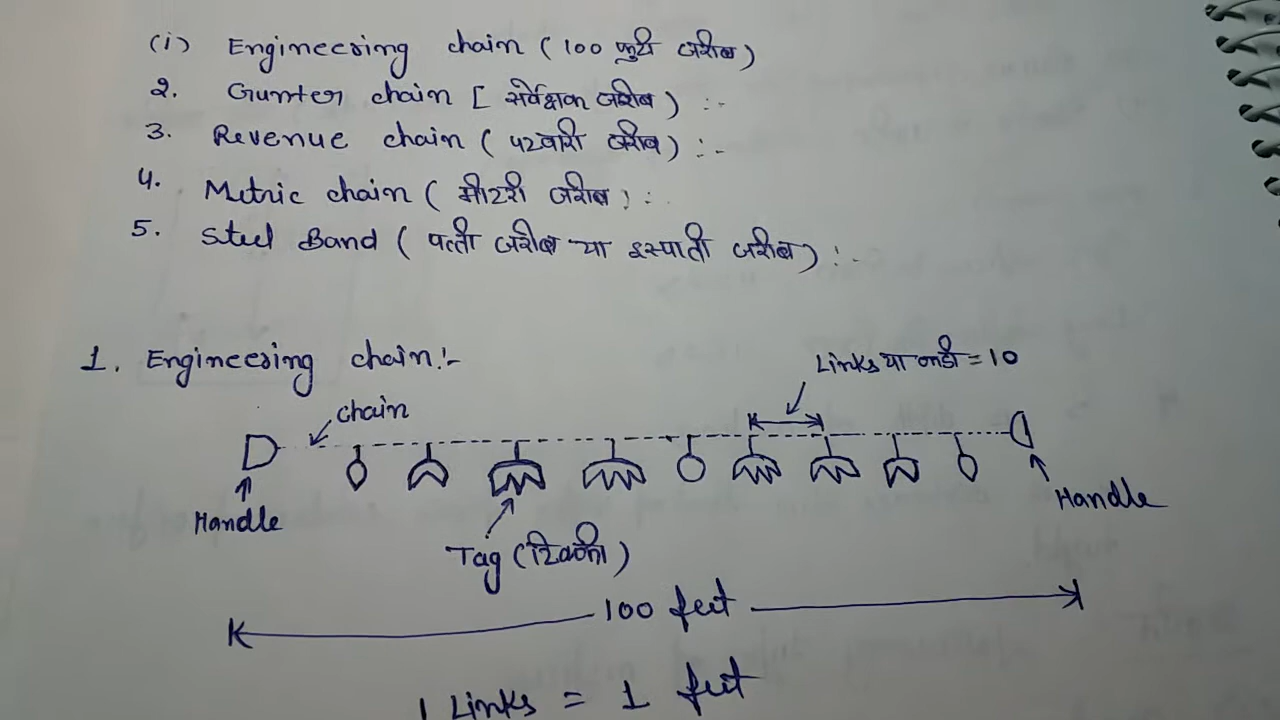 (i) Engineering chain (100 फुटी जरीब)
2. Gunter chain [ सर्वेक्षक जरीब) :-
3. Revenue chain ( पटवारी जरीब) :-
4. Metric chain ( मीटरी जरीब) :
5. Steel Band ( पत्ती जरीब या इस्पाती जरीब) :-
1. Engineering chain:-
Links या कडी = 10
chain
Handle
Handle
Tag (टिक्की)
100 feet
1 Links = 1 feet